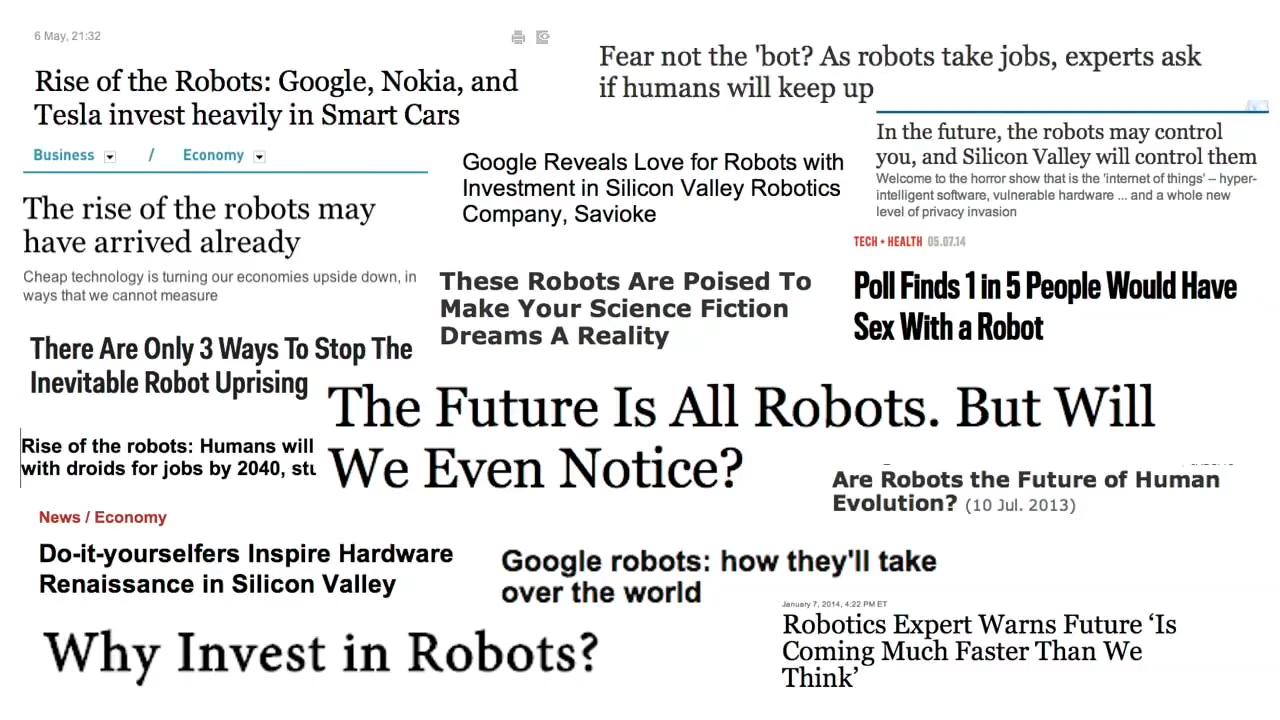 6 May, 21:32
Rise of the Robots: Google, Nokia, and
Tesla invest heavily in Smart Cars
Business / Economy
The rise of the robots may
have arrived already
Cheap technology is turning our economies upside down, in
ways that we cannot measure
There Are Only 3 Ways To Stop The
Inevitable Robot Uprising
Rise of the robots: Humans will
with droids for jobs by 2040,
News / Economy
Do-it-yourselfers Inspire Hardware
Renaissance in Silicon Valley
Why Invest in Robots?
Fear not the 'bot? As robots take jobs, experts ask
if humans will keep up
Google Reveals Love for Robots with
Investment in Silicon Valley Robotics
Company, Savioke
These Robots Are Poised To
Make Your Science Fiction
Dreams A Reality
The Future Is All Robots. But Will
We Even Notice?
Google robots: how they'll take
over the world
In the future, the robots may control
you, and Silicon Valley will control them
Welcome to the horror show that is the 'internet of things' – hyper-
intelligent software, vulnerable hardware ... and a whole new
level of privacy invasion
TECH • HEALTH 05.07.14
Poll Finds 1 in 5 People Would Have
Sex With a Robot
Are Robots the Future of Human
Evolution? (10 Jul. 2013)
January 7, 2014, 4:22 PM ET
Robotics Expert Warns Future ‘Is
Coming Much Faster Than We
Think’